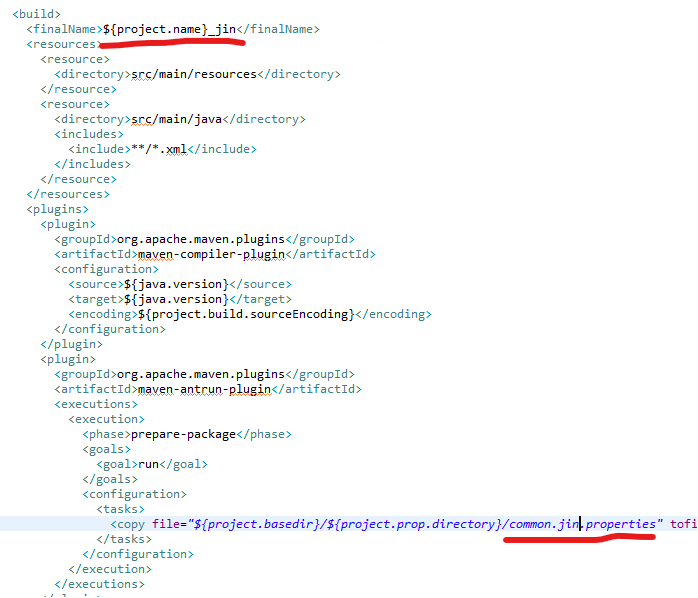 <build>
<finalName>${project.name}_jin</finalName>
<resources>
<resource>
<directory>src/main/resources</directory>
</resource>
<resource>
<directory>src/main/java</directory>
<includes>
<include>**/*.xml</include>
</includes>
</resource>
</resources>
<plugins>
<plugin>
<groupId>org.apache.maven.plugins</groupId>
<artifactId>maven-compiler-plugin</artifactId>
<configuration>
<source>${java.version}</source>
<target>${java.version}</target>
<encoding>${project.build.sourceEncoding}</encoding>
</configuration>
</plugin>
<plugin>
<groupId>org.apache.maven.plugins</groupId>
<artifactId>maven-antrun-plugin</artifactId>
<executions>
<execution>
<phase>prepare-package</phase>
<goals>
<goal>run</goal>
</goals>
<configuration>
<tasks>
<copy file="${project.basedir}/${project.prop.directory}/common.jin.properties" tofi
</tasks>
</configuration>
</execution>
</executions>